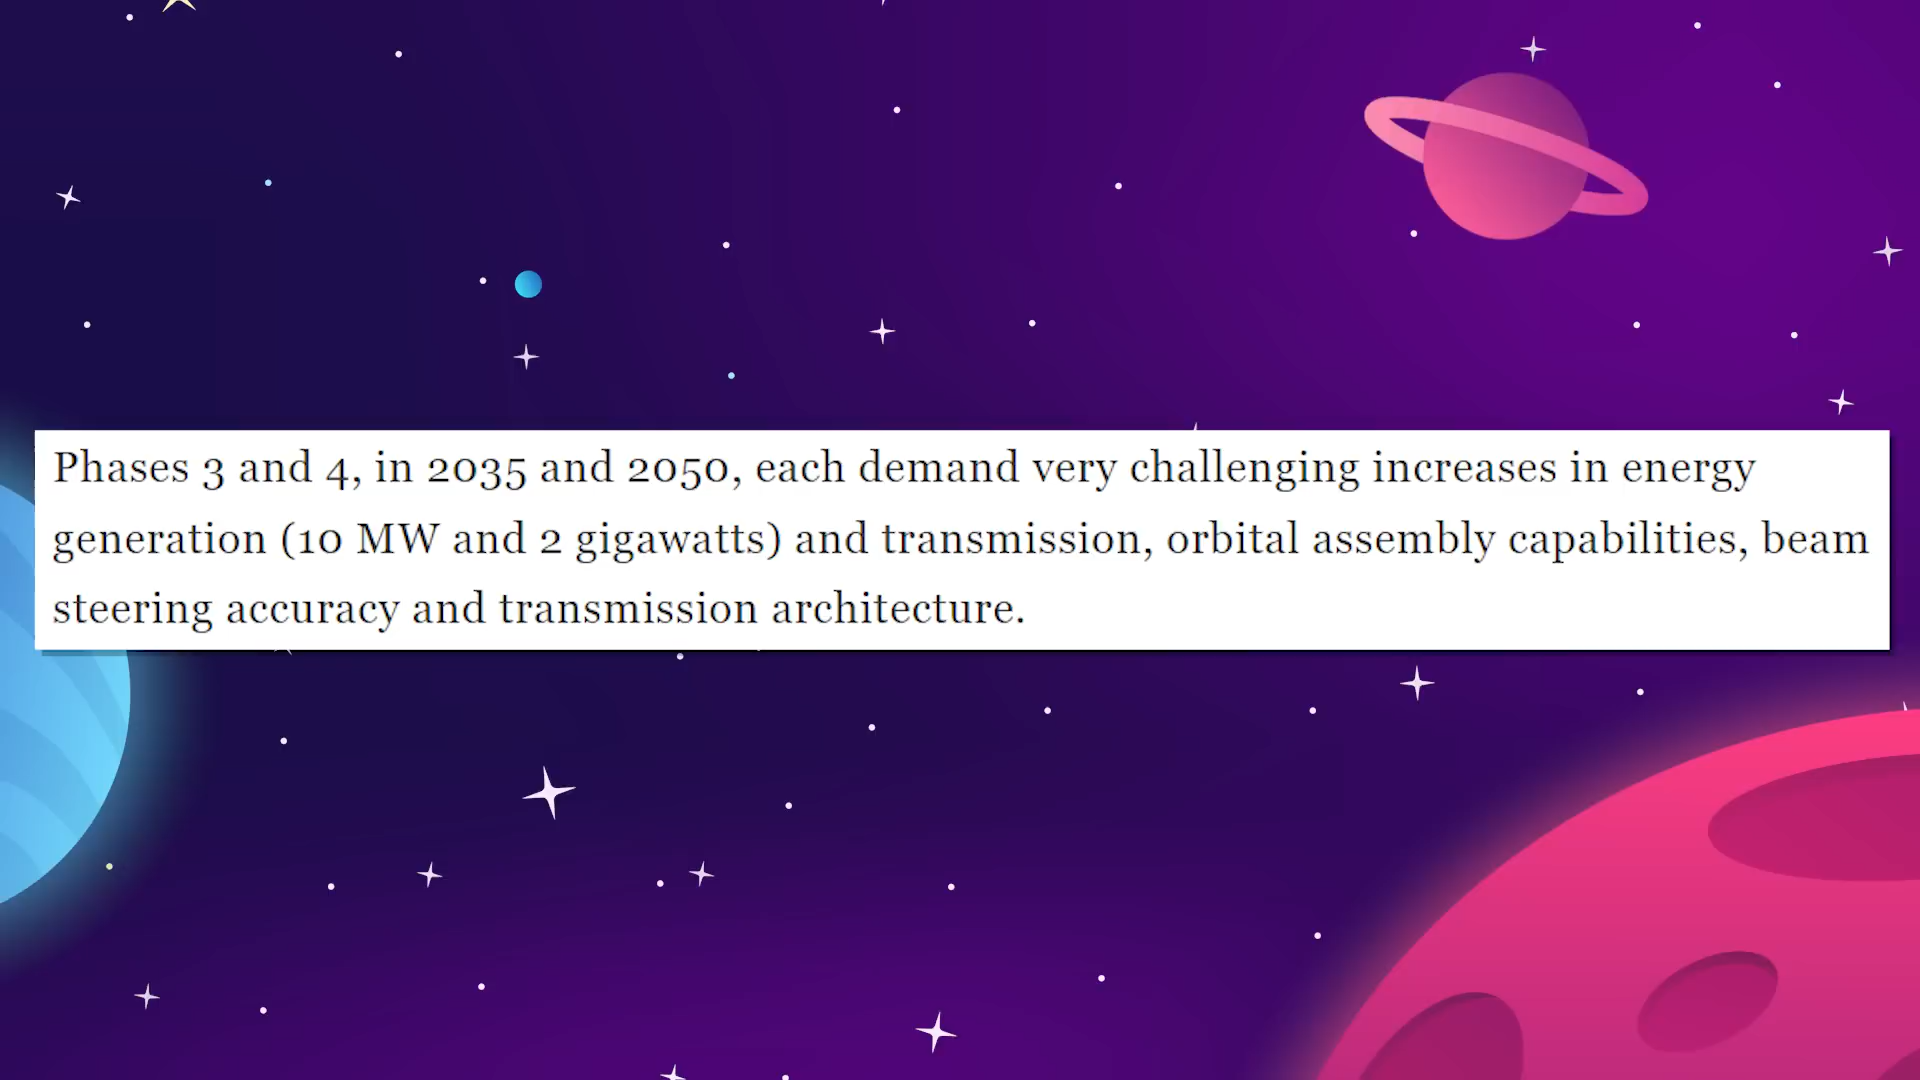 Phases 3 and 4, in 2035 and 2050, each demand very challenging increases in energy
generation (10 MW and 2 gigawatts) and transmission, orbital assembly capabilities, beam
steering accuracy and transmission architecture.